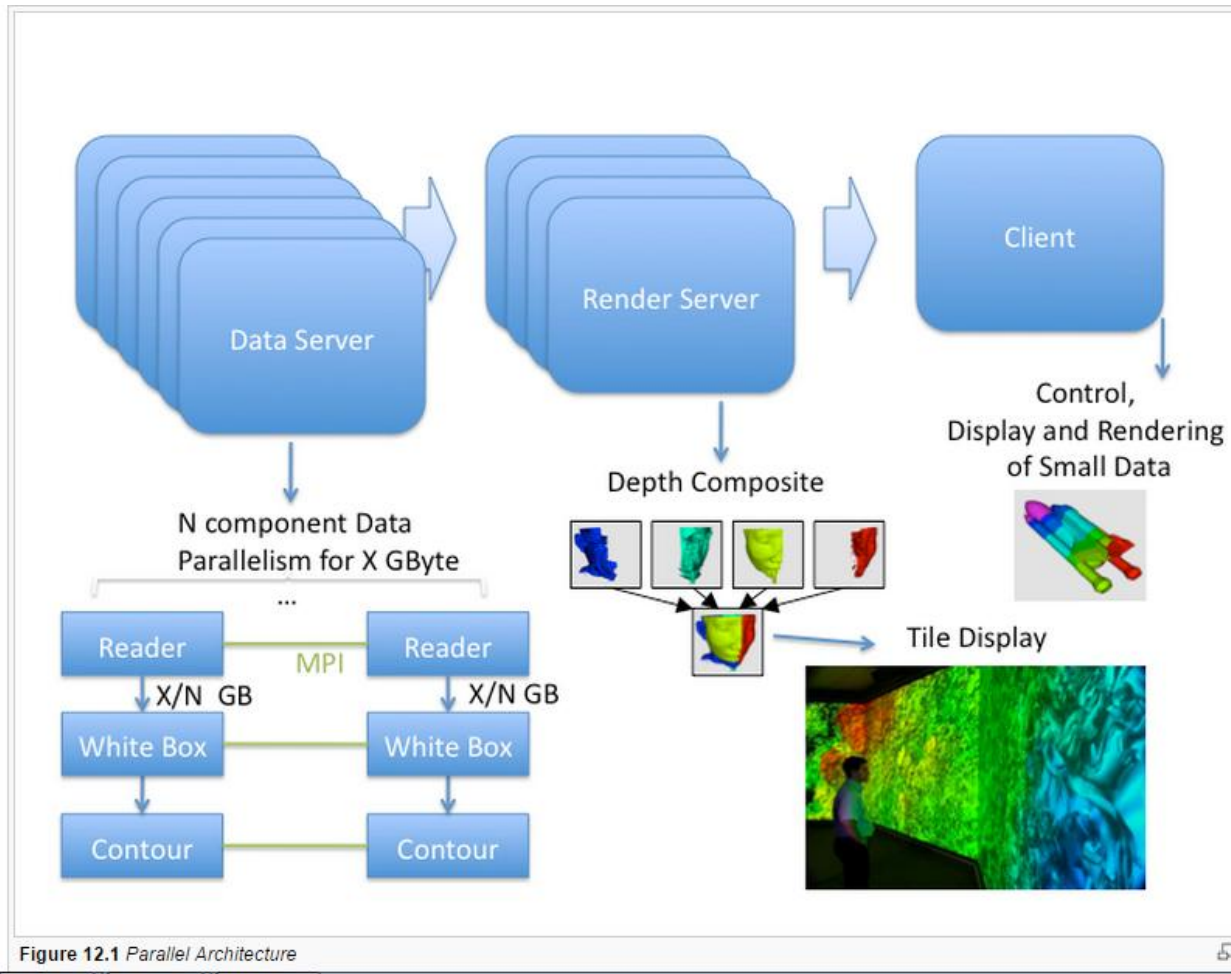 Data Server
Render Server
Client
N component Data
Parallelism for X GByte
...
Reader
MPI
Reader
X/N GB
X/N GB
White Box
White Box
Contour
Contour
Depth Composite
Tile Display
Control,
Display and Rendering
of Small Data
Figure 12.1 Parallel Architecture